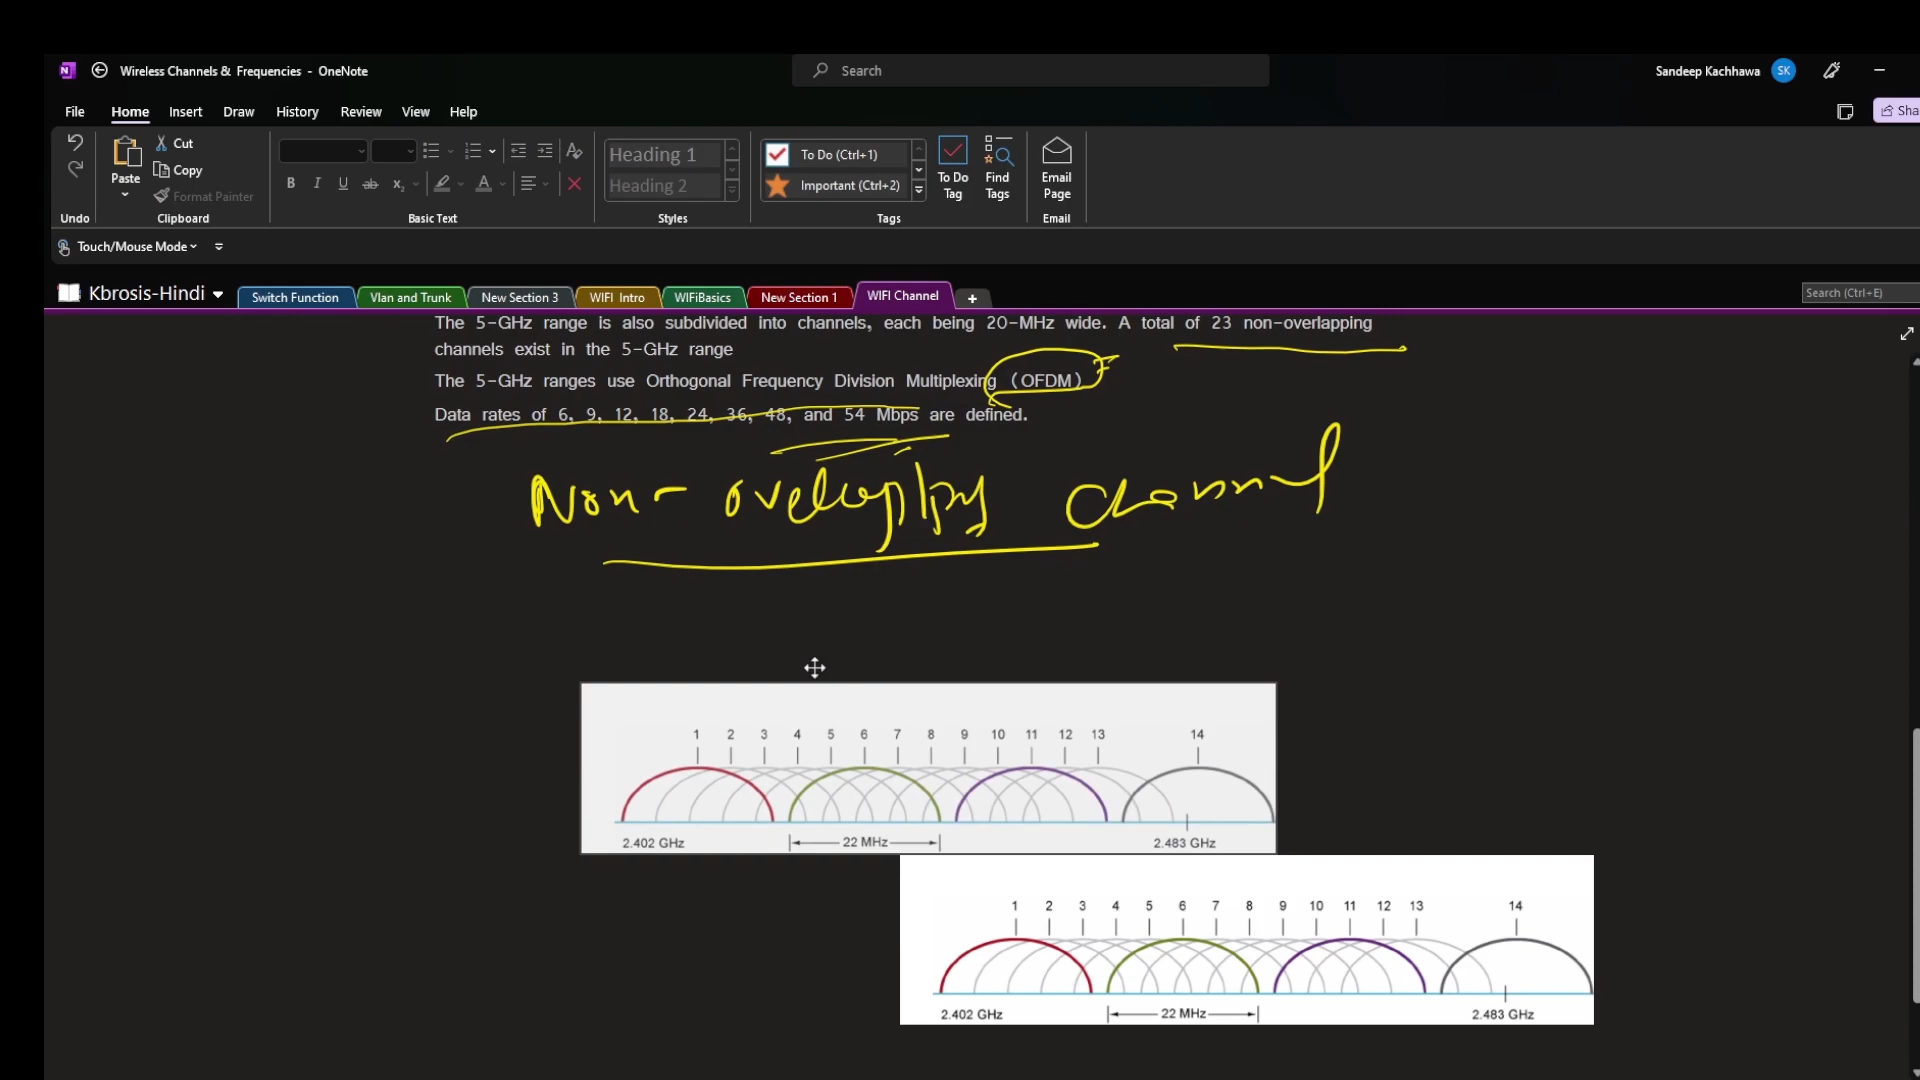 Wireless Channels & Frequencies - OneNote
Search
Sandeep Kachhawa
SK
File Home Insert Draw History Review View Help
Sha
Paste
Cut
Copy
Format Painter
Heading 1
Heading 2
To Do (Ctrl+1)
Important (Ctrl+2)
To Do Tag
Find Tags
Email Page
Undo Clipboard Basic Text Styles Tags Email
Touch/Mouse Mode
Kbrosis-Hindi Switch Function Vlan and Trunk New Section 3 WIFI Intro WIFiBasics New Section 1 WIFI Channel
Search (Ctrl+E)
The 5-GHz range is also subdivided into channels, each being 20-MHz wide. A total of 23 non-overlapping
channels exist in the 5-GHz range
The 5-GHz ranges use Orthogonal Frequency Division Multiplexing (OFDM)
Data rates of 6, 9, 12, 18, 24, 36, 48, and 54 Mbps are defined.
Non-overlapping channel
1 2 3 4 5 6 7 8 9 10 11 12 13 14
2.402 GHz 22 MHz 2.483 GHz
1 2 3 4 5 6 7 8 9 10 11 12 13 14
2.402 GHz 22 MHz 2.483 GHz